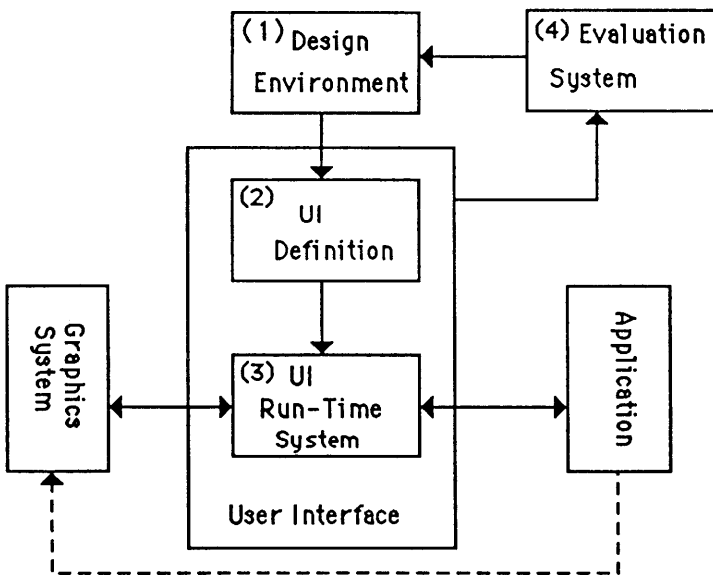 (1) Design
Environment
(4) Evaluation
System
(2) UI
Definition
Graphics
System
(3) UI
Run-Time
System
Application
User Interface